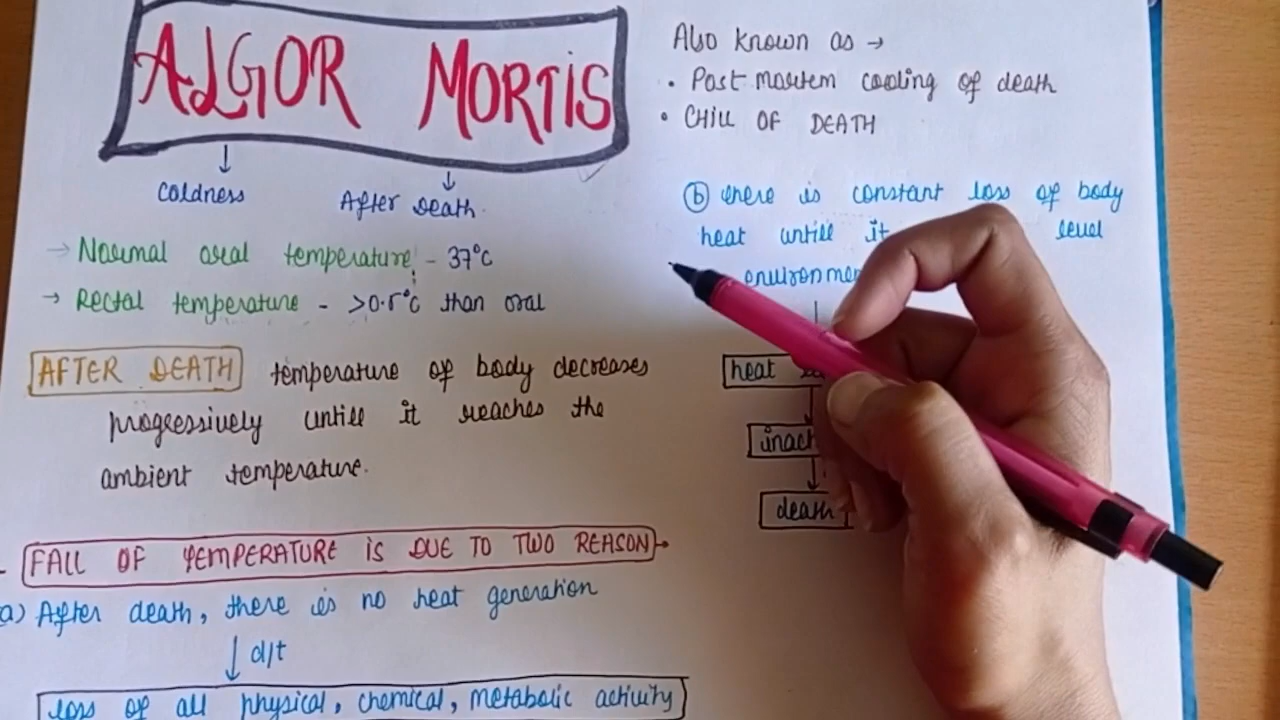 ALGOR MORTIS
Coldness
After Death
→ Normal oral temperature - 37°C
→ Rectal temperature - >0.5°C than oral
AFTER DEATH temperature of body decreases
progressively untill it reaches the
ambient temperature.
FALL OF TEMPERATURE IS DUE TO TWO REASON →
a) After death, there is no heat generation
↓ d/t
loss of all physical, chemical, metabolic activity
Also known as →
• Post mortem cooling of death
• CHILL OF DEATH
(b) there is constant loss of body
heat untill it level
heat
death